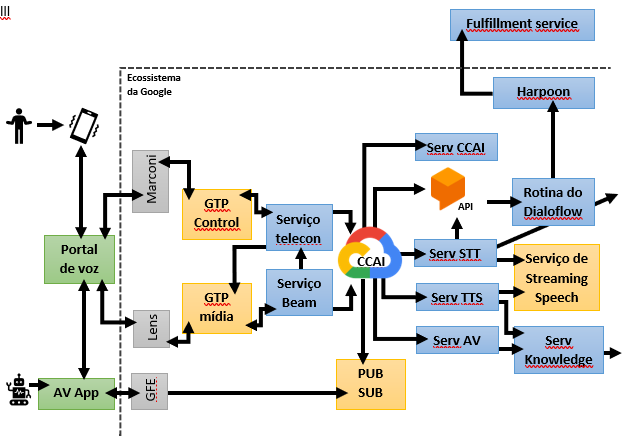 III
Fulfillment service
Ecossistema
da Google
Harpoon
Marconi
Serv CCAI
API
Rotina do
Dialoflow
GTP
Control
Serviço
telecon
Portal
de voz
CCAI
Serv STT
Serviço de
Streaming
Speech
Lens
GTP
mídia
Serviço
Beam
Serv TTS
Serv AV
Serv
Knowledge
AV App
GFE
PUB
SUB